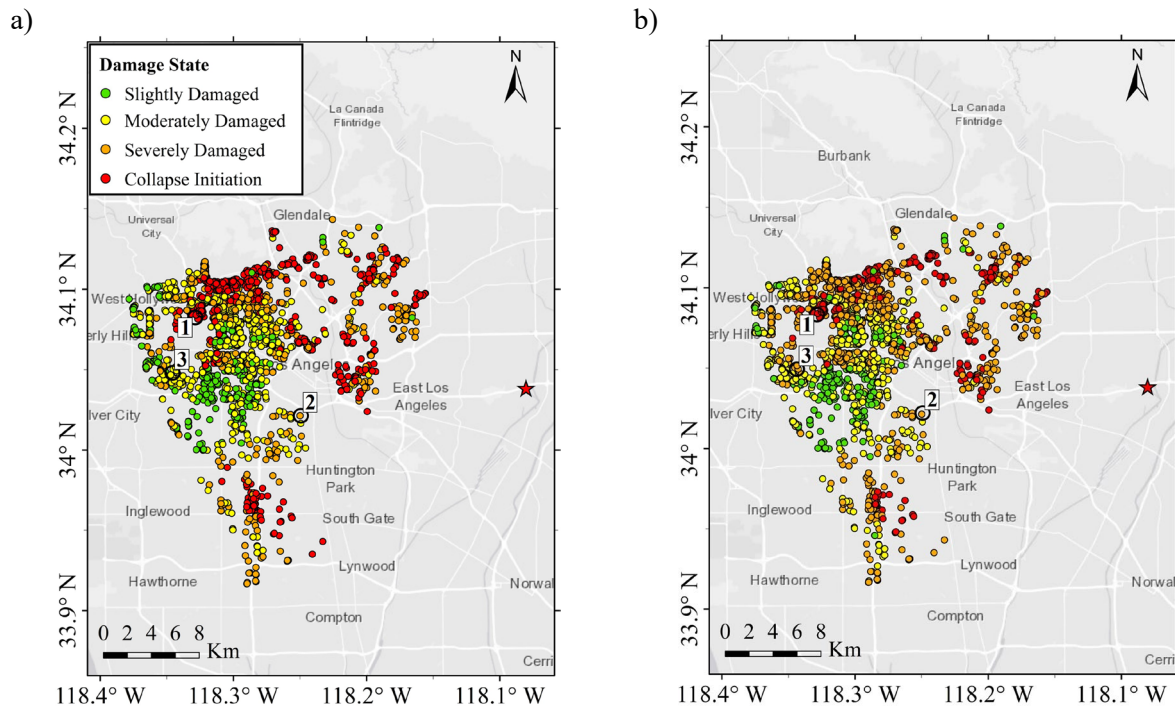 a)
Damage State
Slightly Damaged
Moderately Damaged
Severely Damaged
Collapse Initiation
N
La Canada
Flintridge
Universal
City
Glendale
West Hollyw
erly Hills
1
3
s Angel
2
East Los
Angeles
lver City
Huntington
Park
Inglewood
South Gate
Lynwood
Hawthorne
Norwal
Compton
Cerri
0 2 4 6 8
Km
34.2° N
34.1° N
34° N
33.9° N
118.4° W 118.3° W 118.2° W 118.1° W
b)
N
La Canada
Flintridge
Burbank
Universal
City
Glendale
West Hollyw
erly Hills
1
3
Angel
2
East Los
Angeles
lver City
Huntington
Park
Inglewood
South Gate
Lynwood
Hawthorne
Norwal
Compton
Cerri
0 2 4 6 8
Km
34.2° N
34.1° N
34° N
33.9° N
118.4° W 118.3° W 118.2° W 118.1° W